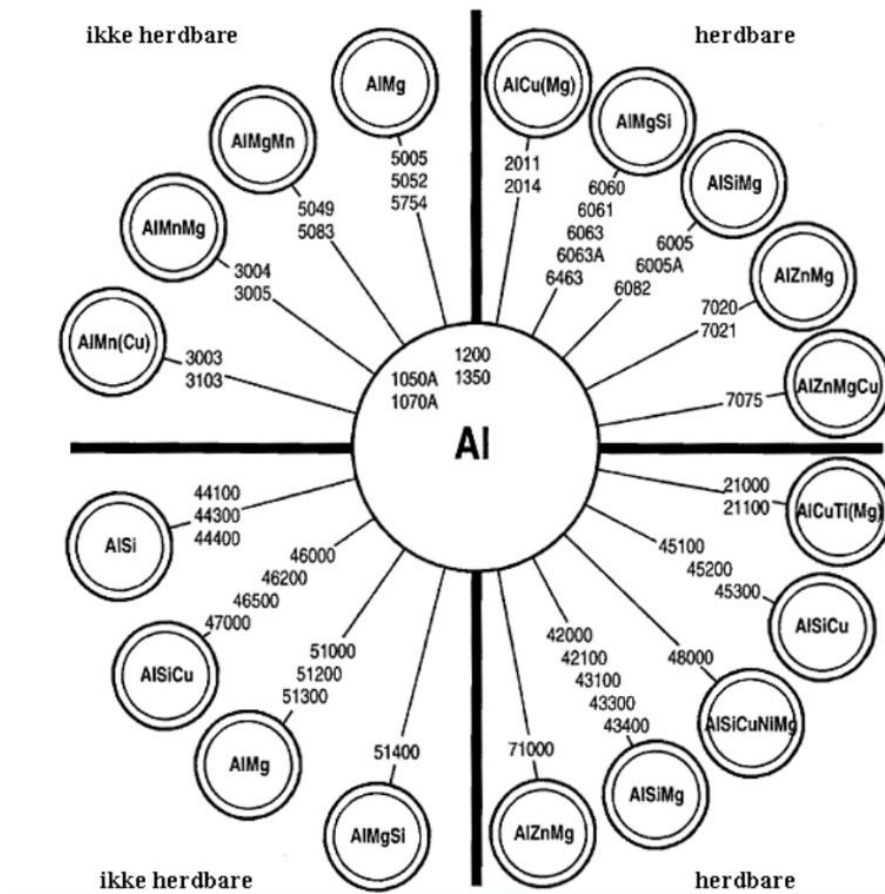 ikke herdbare
herdbare
AlMg
5005
5052
5754
AlMgMn
5049
5083
AlMnMg
3004
3005
AlMn(Cu)
3003
3103
AlCu(Mg)
2011
2014
AlMgSi
6060
6061
6063
6063A
6463
AlSiMg
6005
6005A
6082
AlZnMg
7020
7021
AlZnMgCu
7075
1200
1350
1050A
1070A
Al
AlSi
44100
44300
44400
AlSiCu
46000
46200
46500
47000
AlMg
51000
51200
51300
AlMgSi
51400
AlCuTi(Mg)
21000
21100
AlSiCu
45100
45200
45300
AlSiCuNiMg
48000
AlSiMg
42000
42100
43100
43300
43400
AlZnMg
71000
ikke herdbare
herdbare